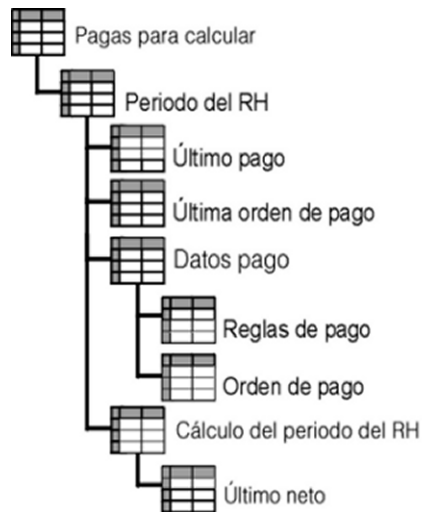 Pagas para calcular
Periodo del RH
Último pago
Última orden de pago
Datos pago
Reglas de pago
Orden de pago
Cálculo del periodo del RH
Último neto